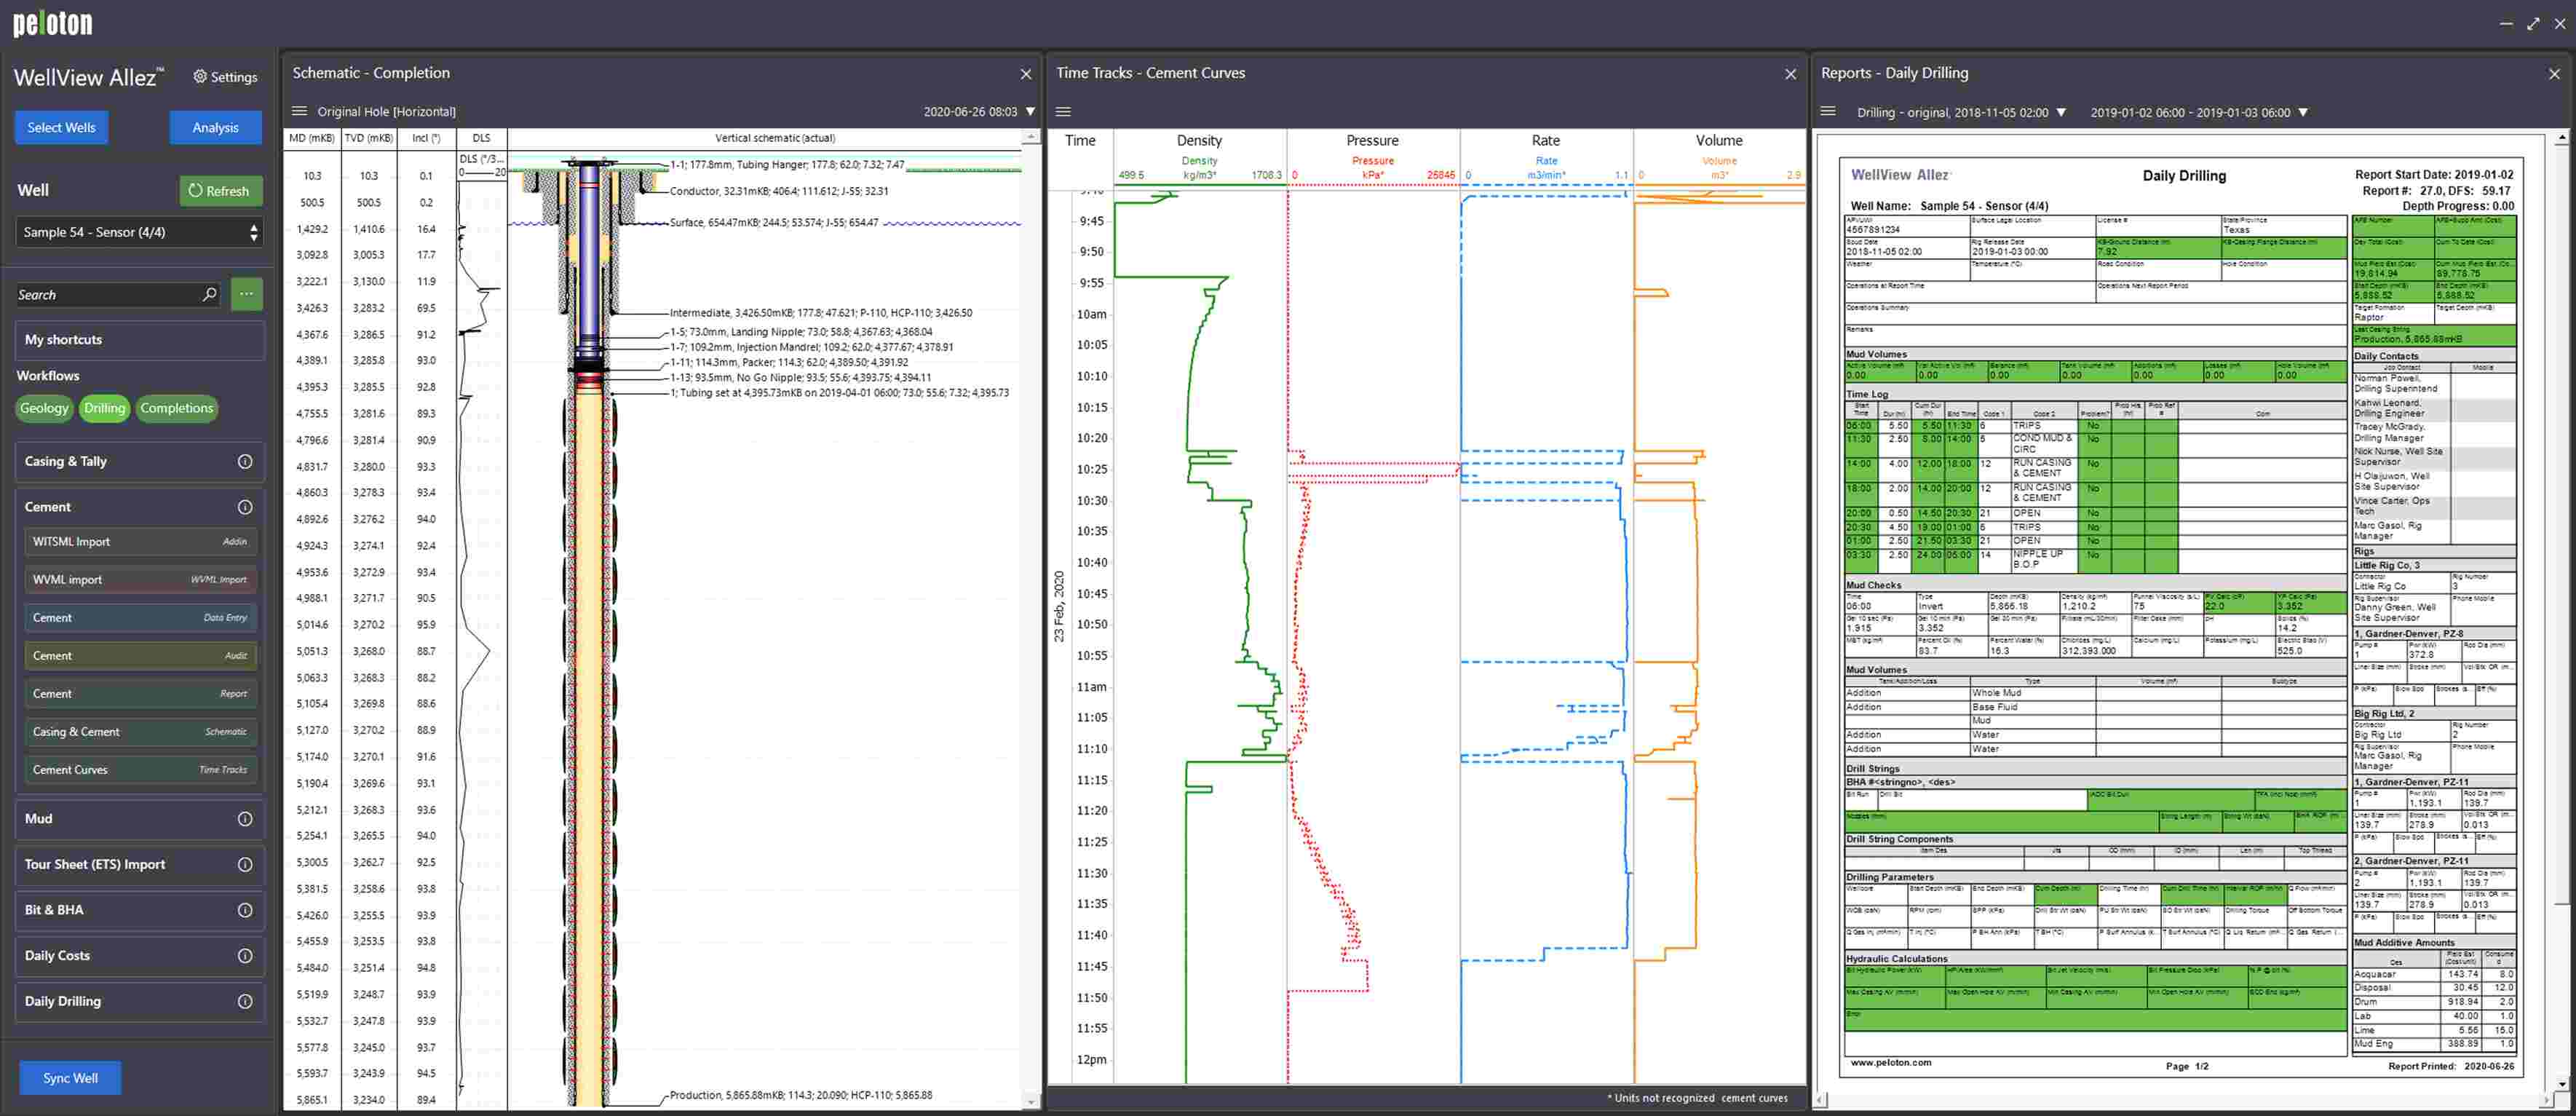 peloton
WellView Allez™
Settings
Select Wells
Analysis
Well
Refresh
Sample 54 - Sensor (4/4)
Search
...
My shortcuts
Workflows
Geology
Drilling
Completions
Casing & Tally
Cement
WITSML Import Addin
WVML import WVML Import
Cement Data Entry
Cement Audit
Cement Report
Casing & Cement Schematic
Cement Curves Time Tracks
Mud
Tour Sheet (ETS) Import
Bit & BHA
Daily Costs
Daily Drilling
Sync Well
Schematic - Completion
Original Hole [Horizontal]
2020-06-26 08:03
MD (mKB) TVD (mKB) Incl (°) DLS Vertical schematic (actual)
DLS (°/3...
0 20
10.3 10.3 0.1
500.5 500.5 0.2
1,429.2 1,410.6 16.4
3,092.8 3,005.3 17.7
3,222.1 3,130.0 11.9
3,426.3 3,283.2 69.5
4,367.6 3,286.5 91.2
4,389.1 3,285.8 93.0
4,395.3 3,285.5 92.8
4,755.5 3,281.6 89.3
4,796.6 3,281.4 90.9
4,831.7 3,280.0 93.3
4,860.3 3,278.3 93.4
4,892.6 3,276.2 94.0
4,924.3 3,274.1 92.4
4,953.6 3,272.9 93.4
4,988.1 3,271.7 90.5
5,014.6 3,270.2 95.9
5,051.3 3,268.0 88.7
5,063.3 3,268.3 88.2
5,105.4 3,269.8 88.6
5,127.0 3,270.2 88.9
5,174.0 3,270.1 91.6
5,190.4 3,269.6 93.1
5,212.1 3,268.3 93.6
5,254.1 3,265.5 94.0
5,300.5 3,262.7 92.5
5,381.5 3,258.6 93.8
5,426.0 3,255.5 93.9
5,455.9 3,253.5 93.8
5,484.0 3,251.4 94.8
5,519.9 3,248.7 93.9
5,532.7 3,247.8 93.9
5,577.8 3,245.0 93.7
5,593.7 3,243.9 94.5
5,865.1 3,234.0 89.4
1-1; 177.8mm, Tubing Hanger; 177.8; 62.0; 7.32; 7.47
Conductor, 32.31mKB; 406.4; 111.612; J-55; 32.31
Surface, 654.47mKB; 244.5; 53.574; J-55; 654.47
Intermediate, 3,426.50mKB; 177.8; 47.621; P-110, HCP-110; 3,426.50
1-5; 73.0mm, Landing Nipple; 73.0; 58.8; 4,367.63; 4,368.04
1-7; 109.2mm, Injection Mandrel; 109.2; 62.0; 4,377.67; 4,378.91
1-11; 114.3mm, Packer; 114.3; 62.0; 4,389.50; 4,391.92
1-13; 93.5mm, No Go Nipple; 93.5; 55.6; 4,393.75; 4,394.11
1; Tubing set at 4,395.73mKB on 2019-04-01 06:00; 73.0; 55.6; 7.32; 4,395.73
Production, 5,865.88mKB; 114.3; 20.090; HCP-110; 5,865.88
Time Tracks - Cement Curves
Time Density Pressure Rate Volume
Density Pressure Rate Volume
499.5 kg/m3* 1708.3 0 kPa* 25845 0 m3/min* 1.1 0 m3* 2.9
23 Feb, 2020
9:45
9:50
9:55
10am
10:05
10:10
10:15
10:20
10:25
10:30
10:35
10:40
10:45
10:50
10:55
11am
11:05
11:10
11:15
11:20
11:25
11:30
11:35
11:40
11:45
11:50
11:55
12pm
* Units not recognized cement curves
Reports - Daily Drilling
Drilling - original, 2018-11-05 02:00
2019-01-02 06:00 - 2019-01-03 06:00
WellView Allez
Daily Drilling
Report Start Date: 2019-01-02
Report #: 27.0, DFS: 59.17
Well Name: Sample 54 - Sensor (4/4)
Depth Progress: 0.00
4567891234
Texas
2018-11-05 02:00 2019-01-03 00:00 7.92
Operations Summary
Remarks
Mud Volumes
0.00 0.00 0.00 0.00 0.00 0.00 0.00
Time Log
06:00 5.50 5.50 11:30 6 TRIPS No
11:30 2.50 8.00 14:00 5 COND MUD & CIRC No
14:00 4.00 12.00 18:00 12 RUN CASING & CEMENT No
18:00 2.00 14.00 20:00 12 RUN CASING & CEMENT No
20:00 0.50 14.50 20:30 21 OPEN No
20:30 4.50 19.00 01:00 6 TRIPS No
01:00 2.50 21.50 03:30 21 OPEN No
03:30 2.50 24.00 06:00 14 NIPPLE UP B.O.P No
Mud Checks
06:00 Invert 5,866.18 1,210.2 75 22.0 3.352
1.915 3.352 14.2
83.7 16.3 312,393.000 525.0
Mud Volumes
Addition Whole Mud
Addition Base Fluid
Mud
Addition Water
Addition Water
Drill Strings
BHA #<stringno>, <des>
Drill String Components
Drilling Parameters
Hydraulic Calculations
19,814.94 89,778.75
5,888.52 5,888.52
Raptor
Production, 5,865.88mKB
Daily Contacts
Norman Powell, Drilling Superintend
Kahwi Leonard, Drilling Engineer
Tracey McGrady, Drilling Manager
Nick Nurse, Well Site Supervisor
H Olajuwon, Well Site Supervisor
Vince Carter, Ops Tech
Marc Gasol, Rig Manager
Rigs
Little Rig Co, 3
Little Rig Co 3
Danny Green, Well Site Supervisor
1, Gardner-Denver, PZ-8
1 372.8
Big Rig Ltd, 2
Big Rig Ltd 2
Marc Gasol, Rig Manager
1, Gardner-Denver, PZ-11
1 1,193.1 139.7
139.7 278.9 0.013
2, Gardner-Denver, PZ-11
2 1,193.1 139.7
139.7 278.9 0.013
Mud Additive Amounts
Acquacar 143.74 8.0
Disposal 30.45 12.0
Drum 918.94 2.0
Lab 40.00 1.0
Lime 5.56 15.0
Mud Eng 388.89 1.0
www.peloton.com
Page 1/2
Report Printed: 2020-06-26